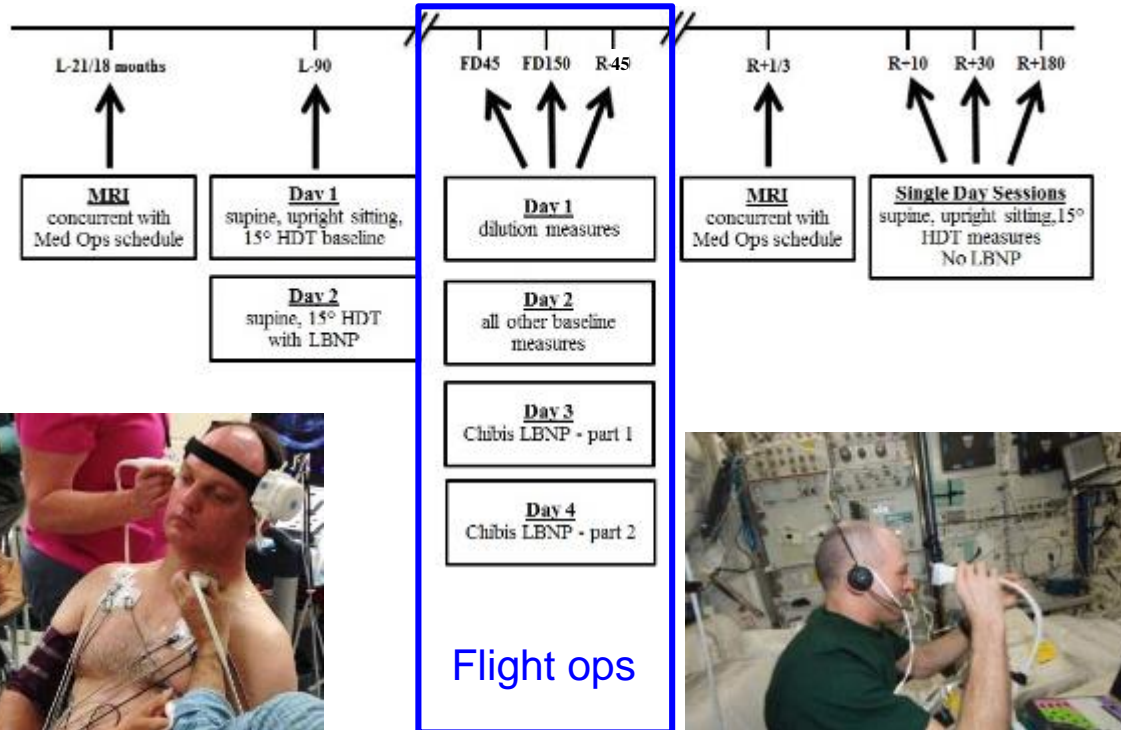 L-21/18 months
L-90
FD45
FD150
R-45
R+1/3
R+10
R+30
R+180
MRI
concurrent with
Med Ops schedule
Day 1
supine, upright sitting,
15° HDT baseline
Day 2
supine, 15° HDT
with LBNP
Day 1
dilution measures
Day 2
all other baseline
measures
Day 3
Chibis LBNP - part 1
Day 4
Chibis LBNP - part 2
Flight ops
MRI
concurrent with
Med Ops schedule
Single Day Sessions
supine, upright sitting,15°
HDT measures
No LBNP